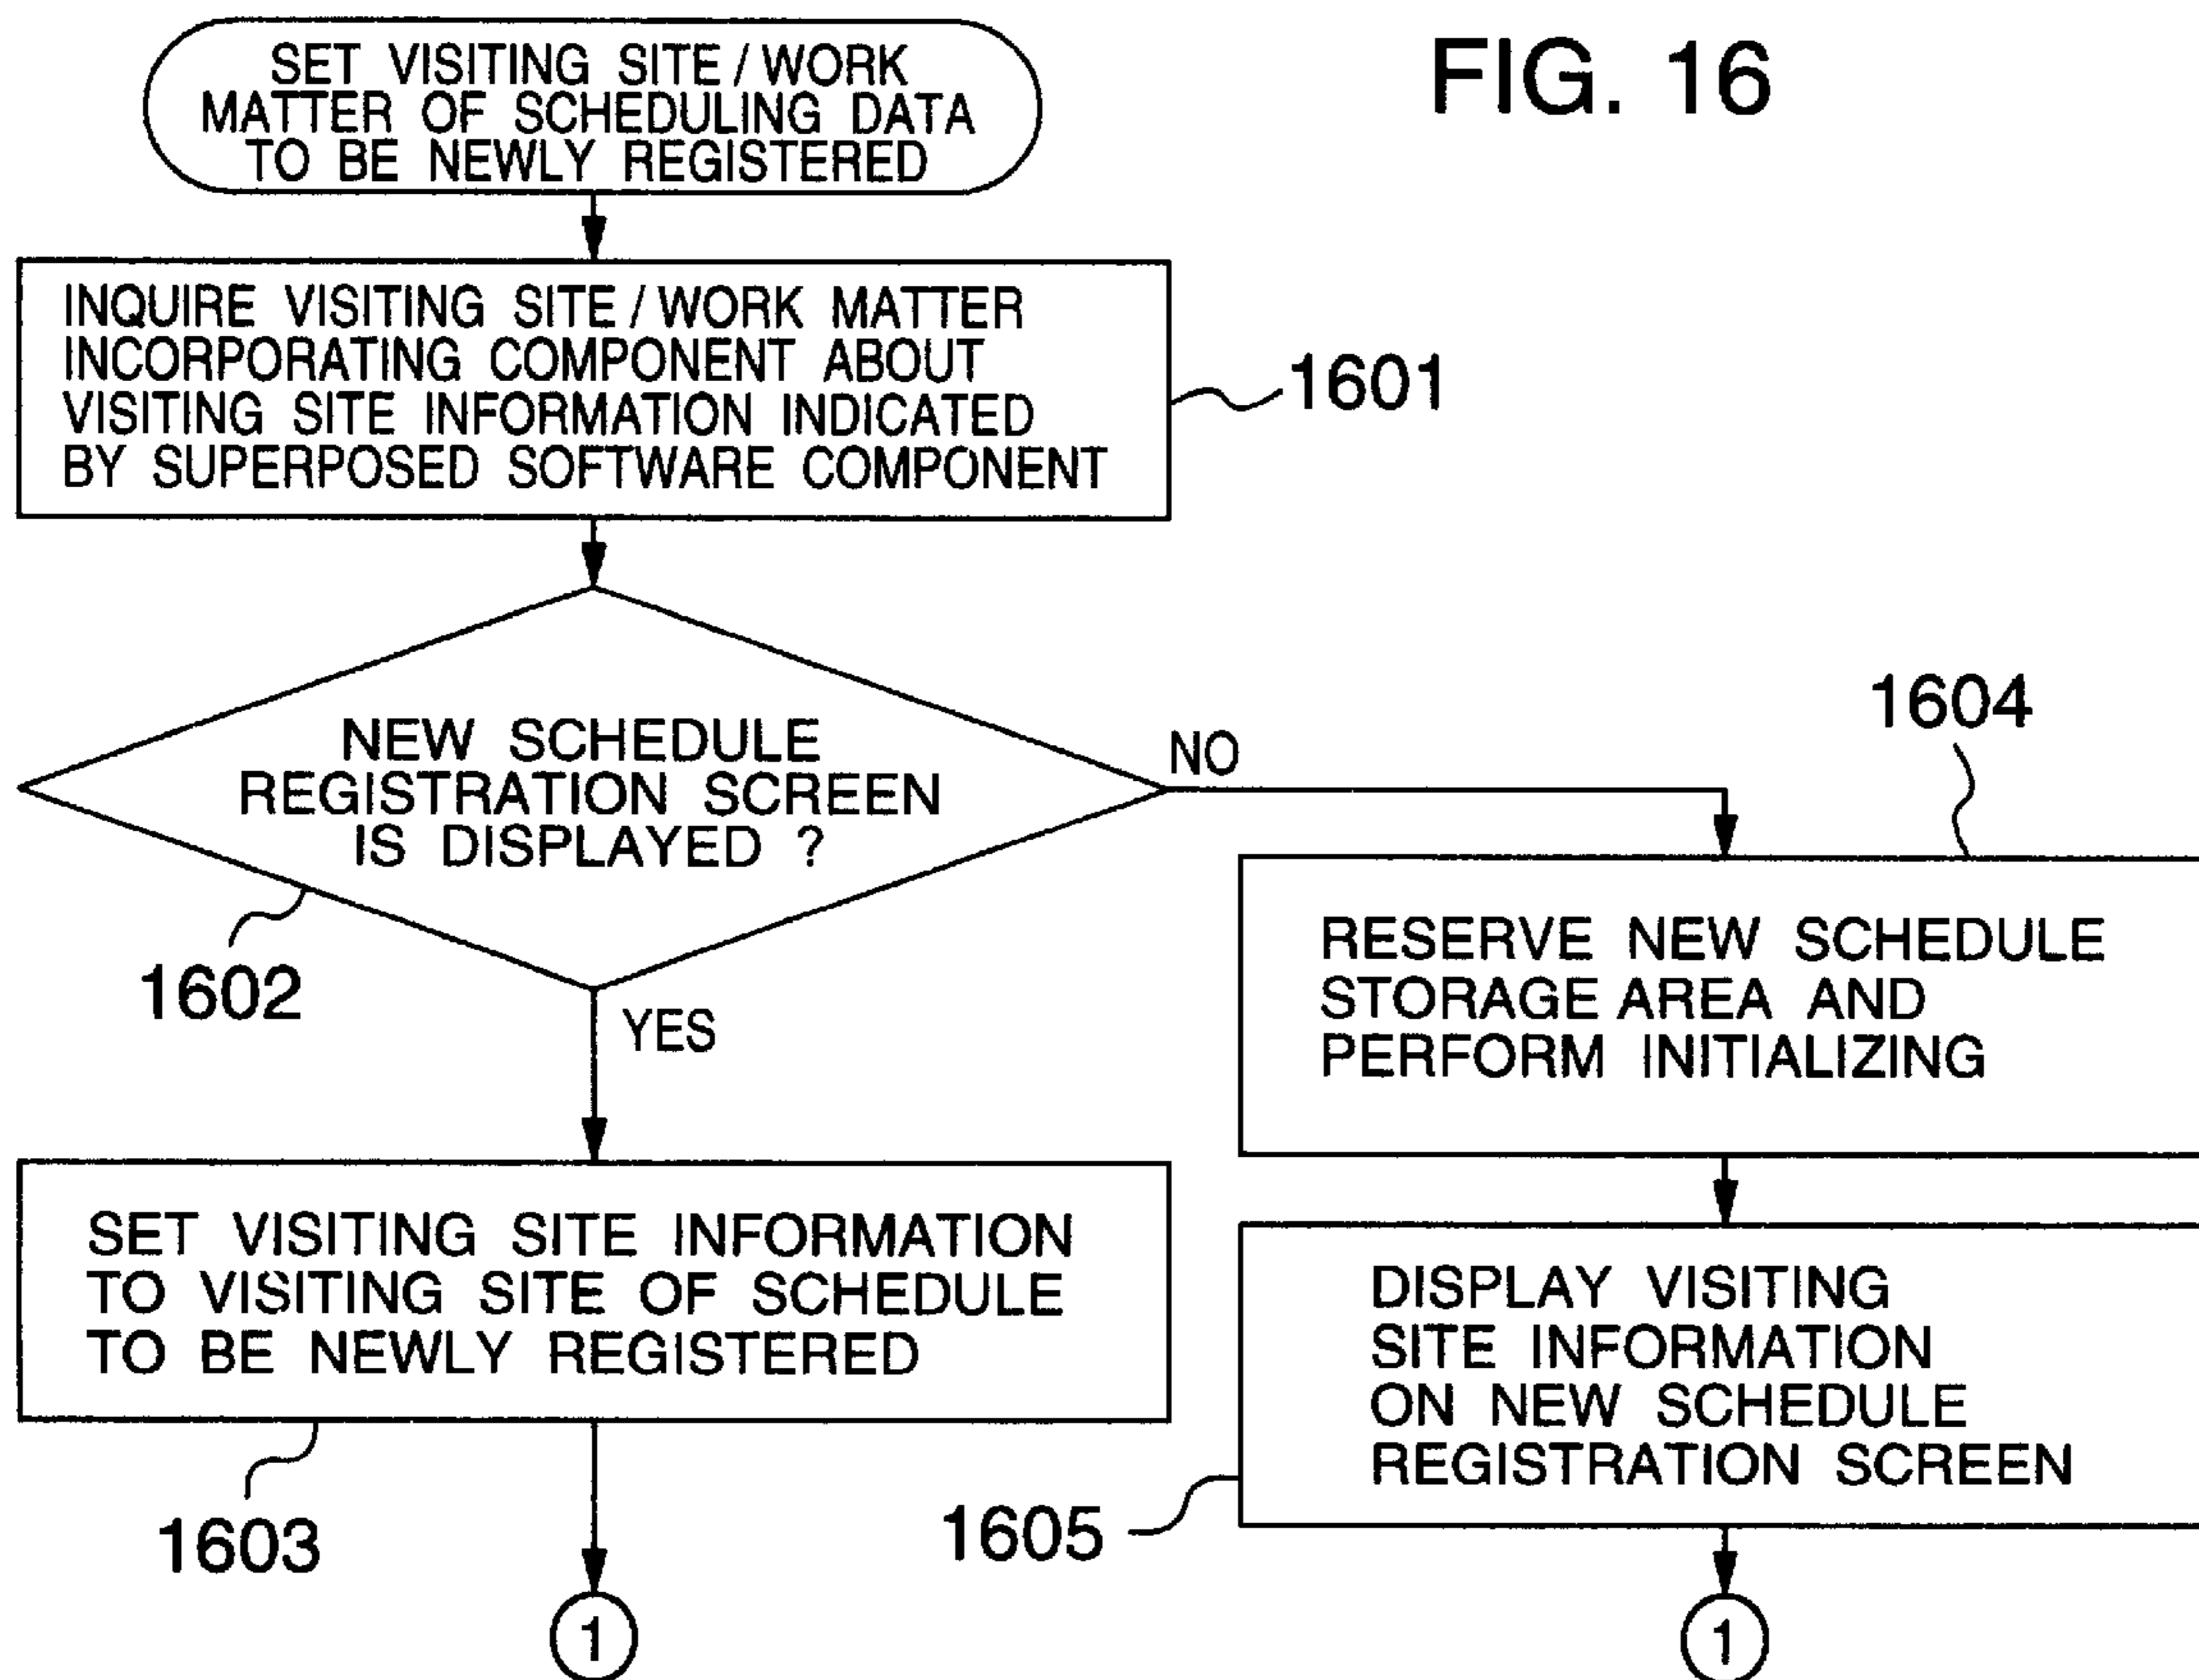 FIG. 16
SET VISITING SITE / WORK
MATTER OF SCHEDULING DATA
TO BE NEWLY REGISTERED
INQUIRE VISITING SITE / WORK MATTER
INCORPORATING COMPONENT ABOUT
VISITING SITE INFORMATION INDICATED
BY SUPERPOSED SOFTWARE COMPONENT
1601
NEW SCHEDULE
REGISTRATION SCREEN
IS DISPLAYED ?
1602
NO
YES
1604
RESERVE NEW SCHEDULE
STORAGE AREA AND
PERFORM INITIALIZING
SET VISITING SITE INFORMATION
TO VISITING SITE OF SCHEDULE
TO BE NEWLY REGISTERED
1603
DISPLAY VISITING
SITE INFORMATION
ON NEW SCHEDULE
REGISTRATION SCREEN
1605
1
1